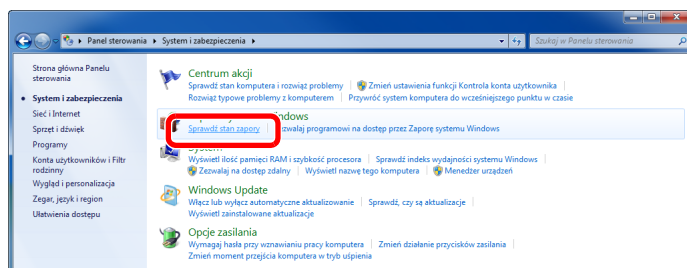 Panel sterowania ▸ System i zabezpieczenia ▸
Szukaj w Panelu sterowania
Strona główna Panelu sterowania
System i zabezpieczenia
Sieć i Internet
Sprzęt i dźwięk
Programy
Konta użytkowników i Filtr rodzinny
Wygląd i personalizacja
Zegar, język i region
Ułatwienia dostępu
Centrum akcji
Sprawdź stan komputera i rozwiąż problemy | Zmień ustawienia funkcji Kontrola konta użytkownika
Rozwiąż typowe problemy z komputerem | Przywróć system komputera do wcześniejszego punktu w czasie
Sprawdź stan zapory | zwalaj programowi na dostęp przez Zaporę systemu Windows
System
Wyświetl ilość pamięci RAM i szybkość procesora | Sprawdź indeks wydajności systemu Windows
Zezwalaj na dostęp zdalny | Wyświetl nazwę tego komputera | Menedżer urządzeń
Windows Update
Włącz lub wyłącz automatyczne aktualizowanie | Sprawdź, czy są aktualizacje
Wyświetl zainstalowane aktualizacje
Opcje zasilania
Wymagaj hasła przy wznawianiu pracy komputera | Zmień działanie przycisków zasilania
Zmień moment przejścia komputera w tryb uśpienia